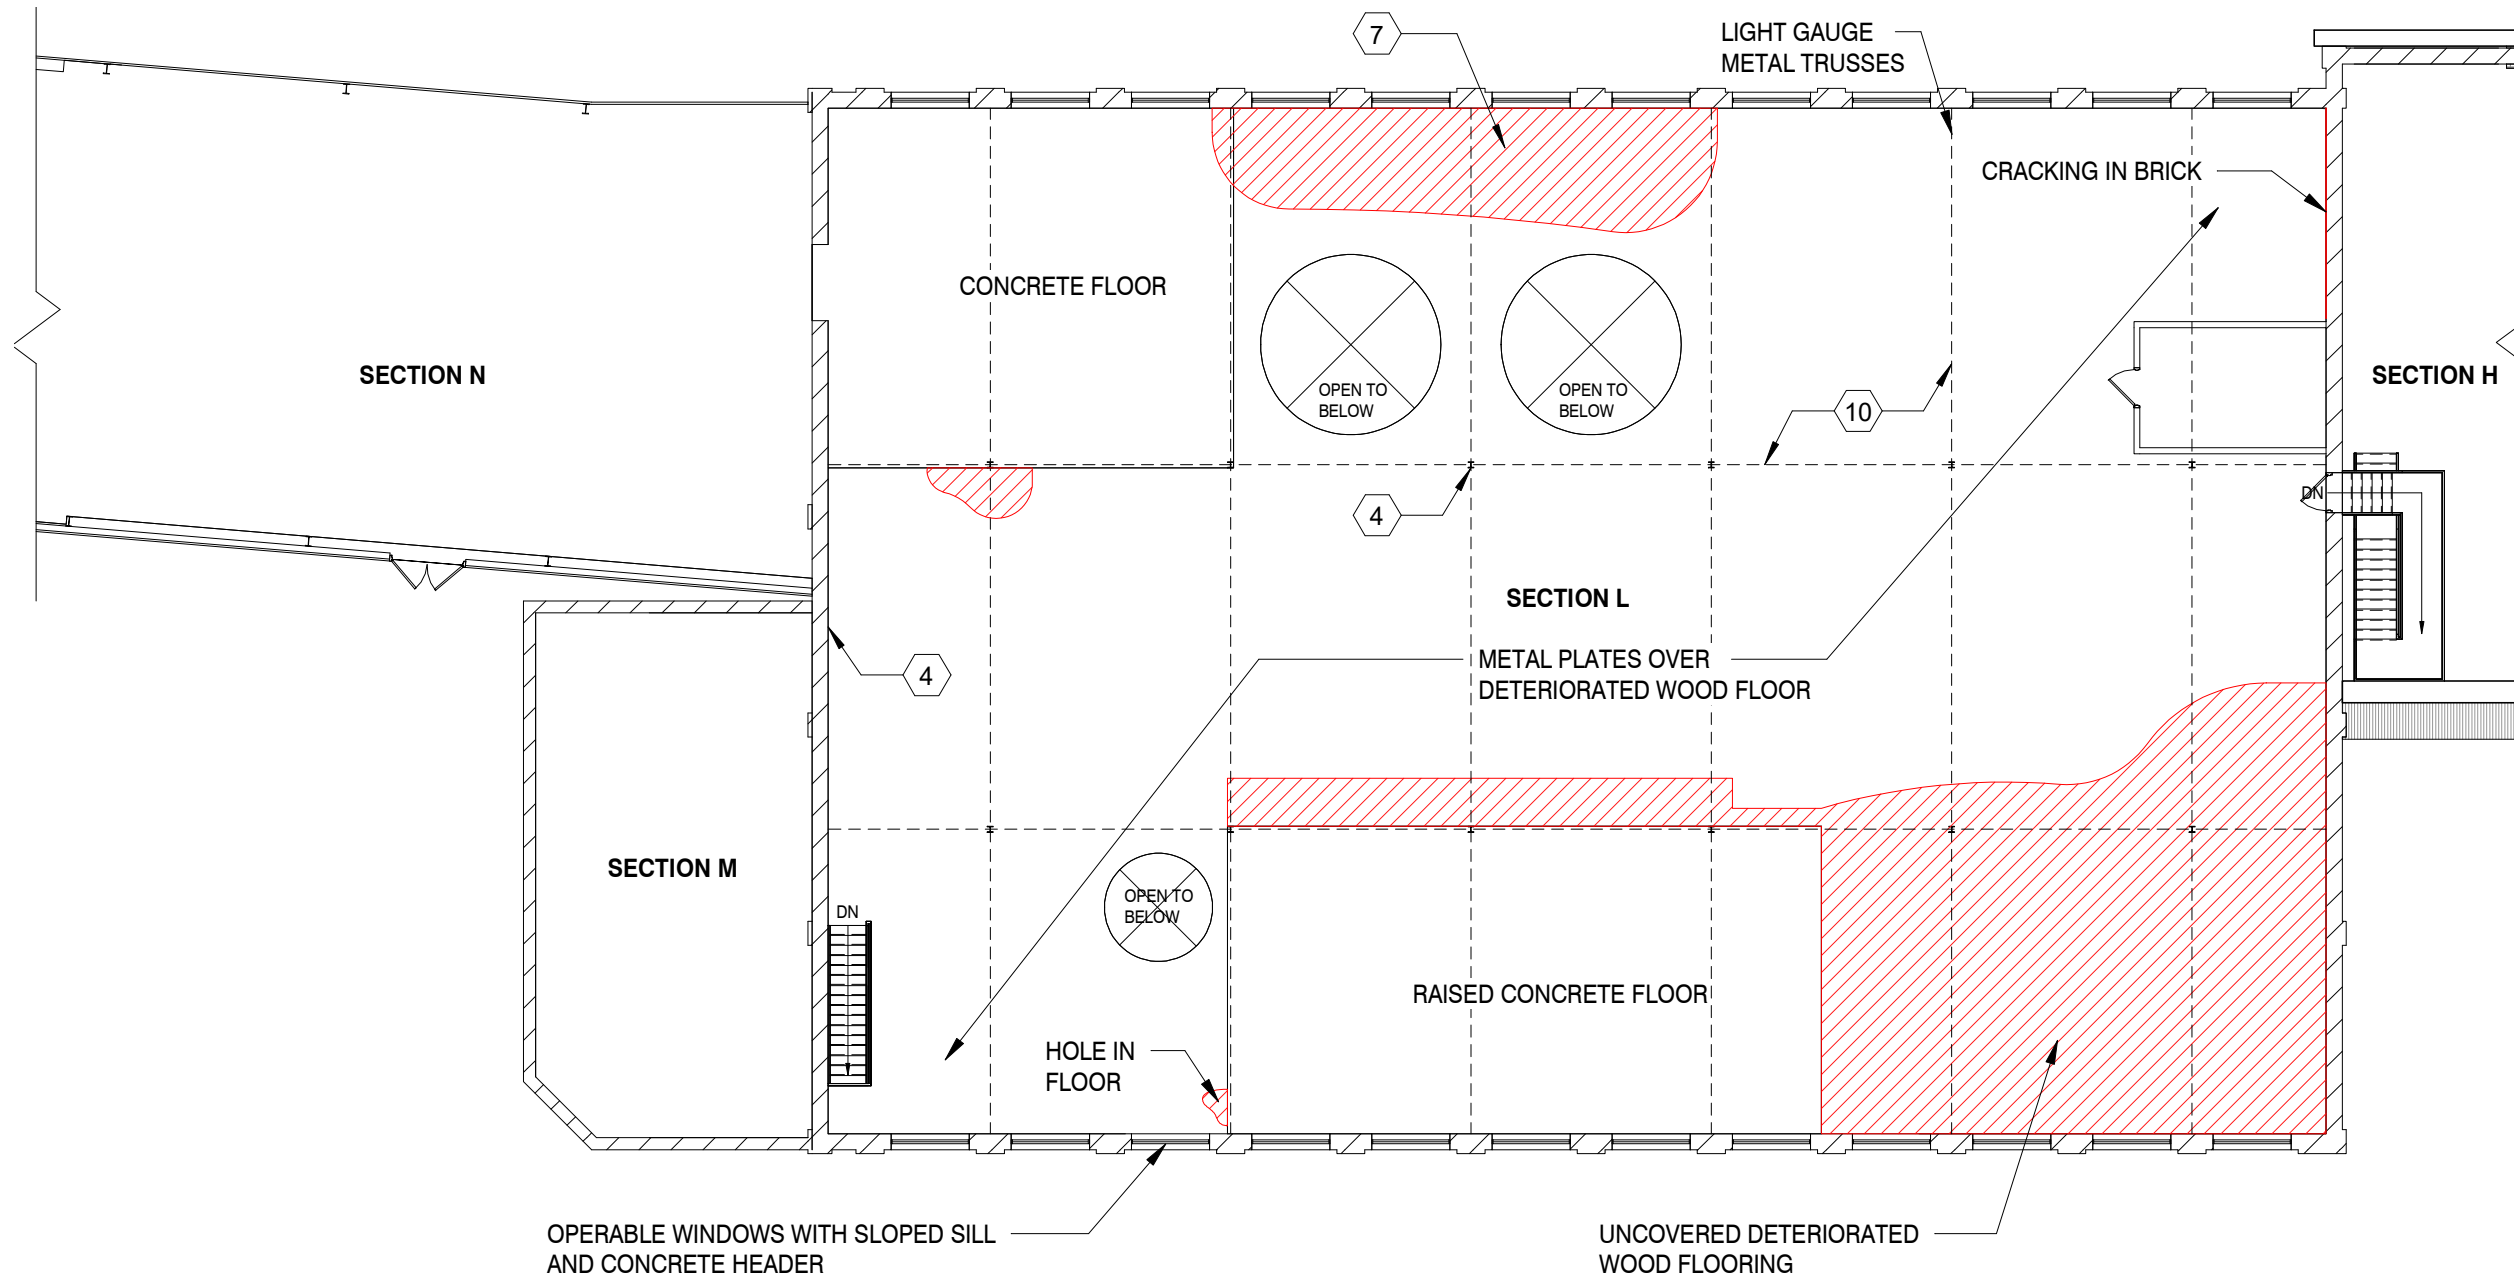 7
LIGHT GAUGE
METAL TRUSSES
CRACKING IN BRICK
CONCRETE FLOOR
SECTION N
OPEN TO
BELOW
OPEN TO
BELOW
SECTION H
10
DN
4
SECTION L
METAL PLATES OVER
DETERIORATED WOOD FLOOR
4
SECTION M
OPEN TO
BELOW
DN
RAISED CONCRETE FLOOR
HOLE IN
FLOOR
OPERABLE WINDOWS WITH SLOPED SILL
AND CONCRETE HEADER
UNCOVERED DETERIORATED
WOOD FLOORING